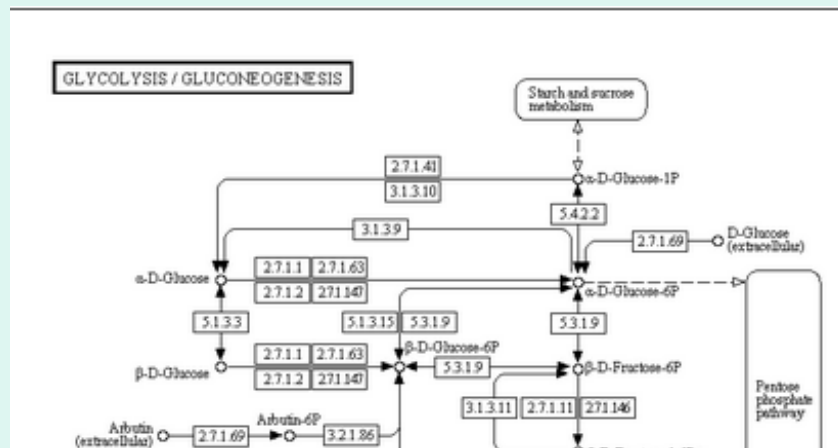 GLYCOLYSIS / GLUCONEOGENESIS
Starch and sucrose
metabolism
2.7.1.41
α-D-Glucose-1P
3.1.3.10
5.4.2.2
3.1.3.9
2.7.1.69
D-Glucose
(extracellular)
α-D-Glucose
2.7.1.1
2.7.1.63
2.7.1.2
2.7.1.147
α-D-Glucose-6P
5.1.3.3
5.1.3.15
5.3.1.9
5.3.1.9
β-D-Glucose-6P
β-D-Glucose
2.7.1.1
2.7.1.63
2.7.1.2
2.7.1.147
5.3.1.9
β-D-Fructose-6P
Pentose
phosphate
pathway
3.1.3.11
2.7.1.11
2.7.1.146
Arbutin
(extracellular)
2.7.1.69
Arbutin-6P
3.2.1.86